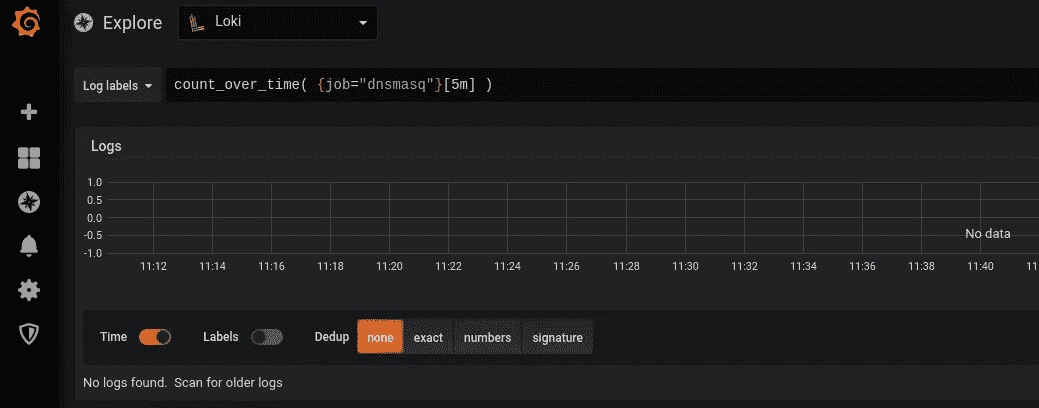 Explore
Loki
Log labels
count_over_time( {job="dnsmasq"}[5m] )
Logs
1.0
0.5
0.0
-0.5
-1.0
No data
11:12 11:14 11:16 11:18 11:20 11:22 11:24 11:26 11:28 11:30 11:32 11:34 11:36 11:38 11:40 11
Time Labels Dedup none exact numbers signature
No logs found. Scan for older logs